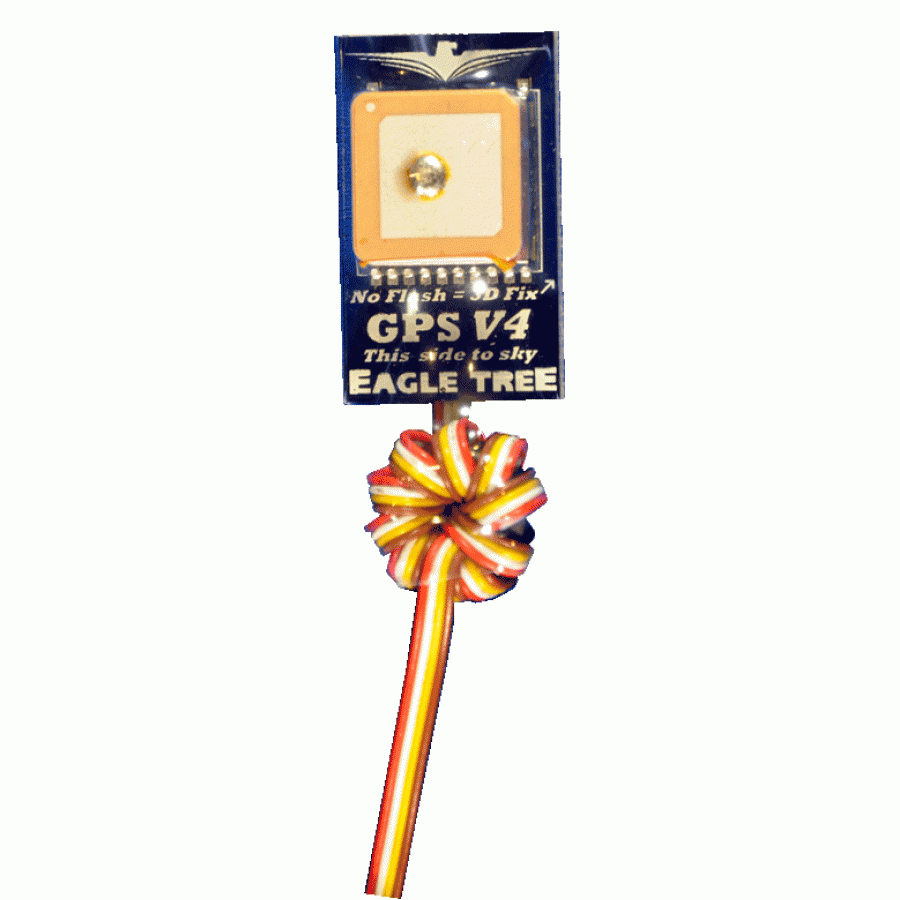 No Flash = 3D Fix↗
GPS V4
This side to sky
EAGLE TREE